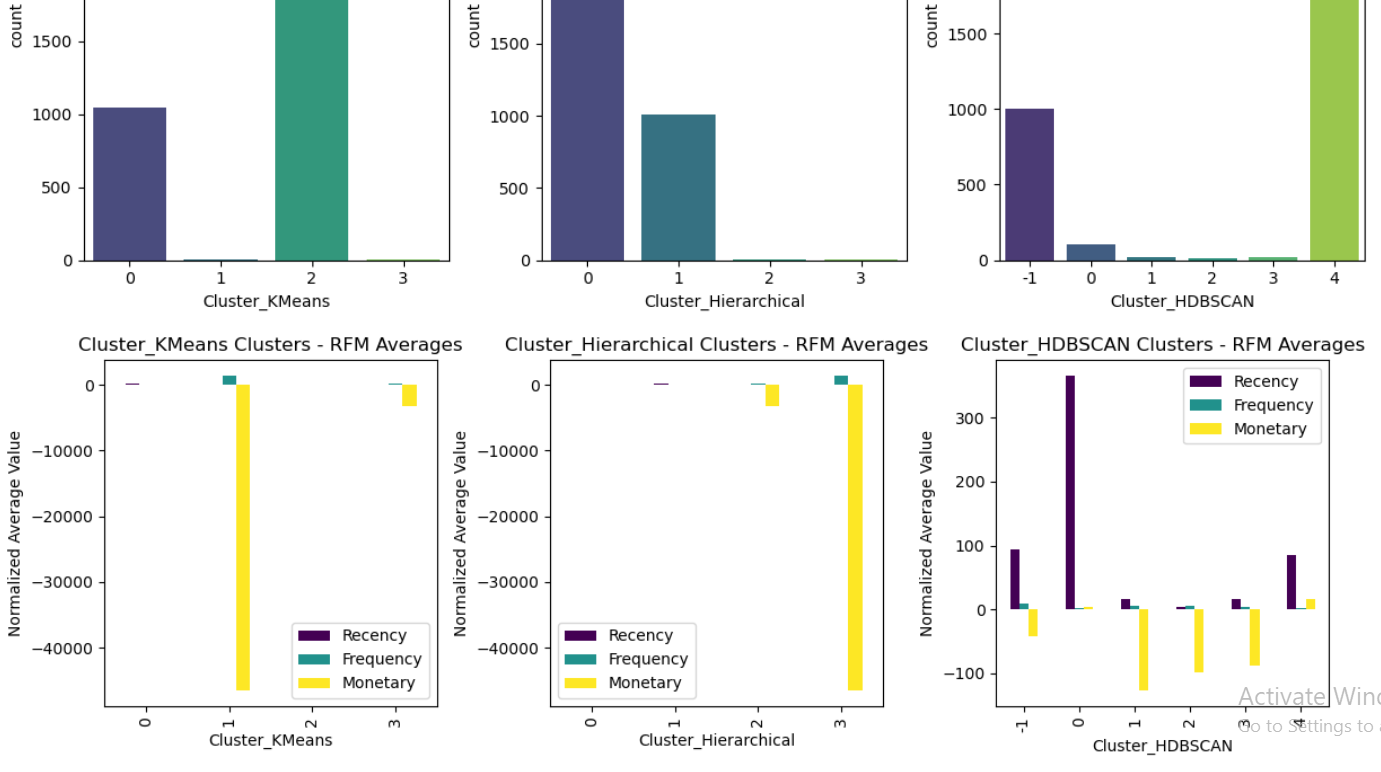 count
1500
1000
500
0
0 1 2 3
Cluster_KMeans
count
1500
1000
500
0
0 1 2 3
Cluster_Hierarchical
count
1500
1000
500
0
-1 0 1 2 3 4
Cluster_HDBSCAN
Cluster_KMeans Clusters - RFM Averages
Normalized Average Value
0
−10000
−20000
−30000
−40000
Recency
Frequency
Monetary
0 1 2 3
Cluster_KMeans
Cluster_Hierarchical Clusters - RFM Averages
Normalized Average Value
0
−10000
−20000
−30000
−40000
Recency
Frequency
Monetary
0 1 2 3
Cluster_Hierarchical
Cluster_HDBSCAN Clusters - RFM Averages
Normalized Average Value
300
200
100
0
−100
Recency
Frequency
Monetary
-1 0 1 2 3 4
Cluster_HDBSCAN
Activate Wind
Go to Settings to a